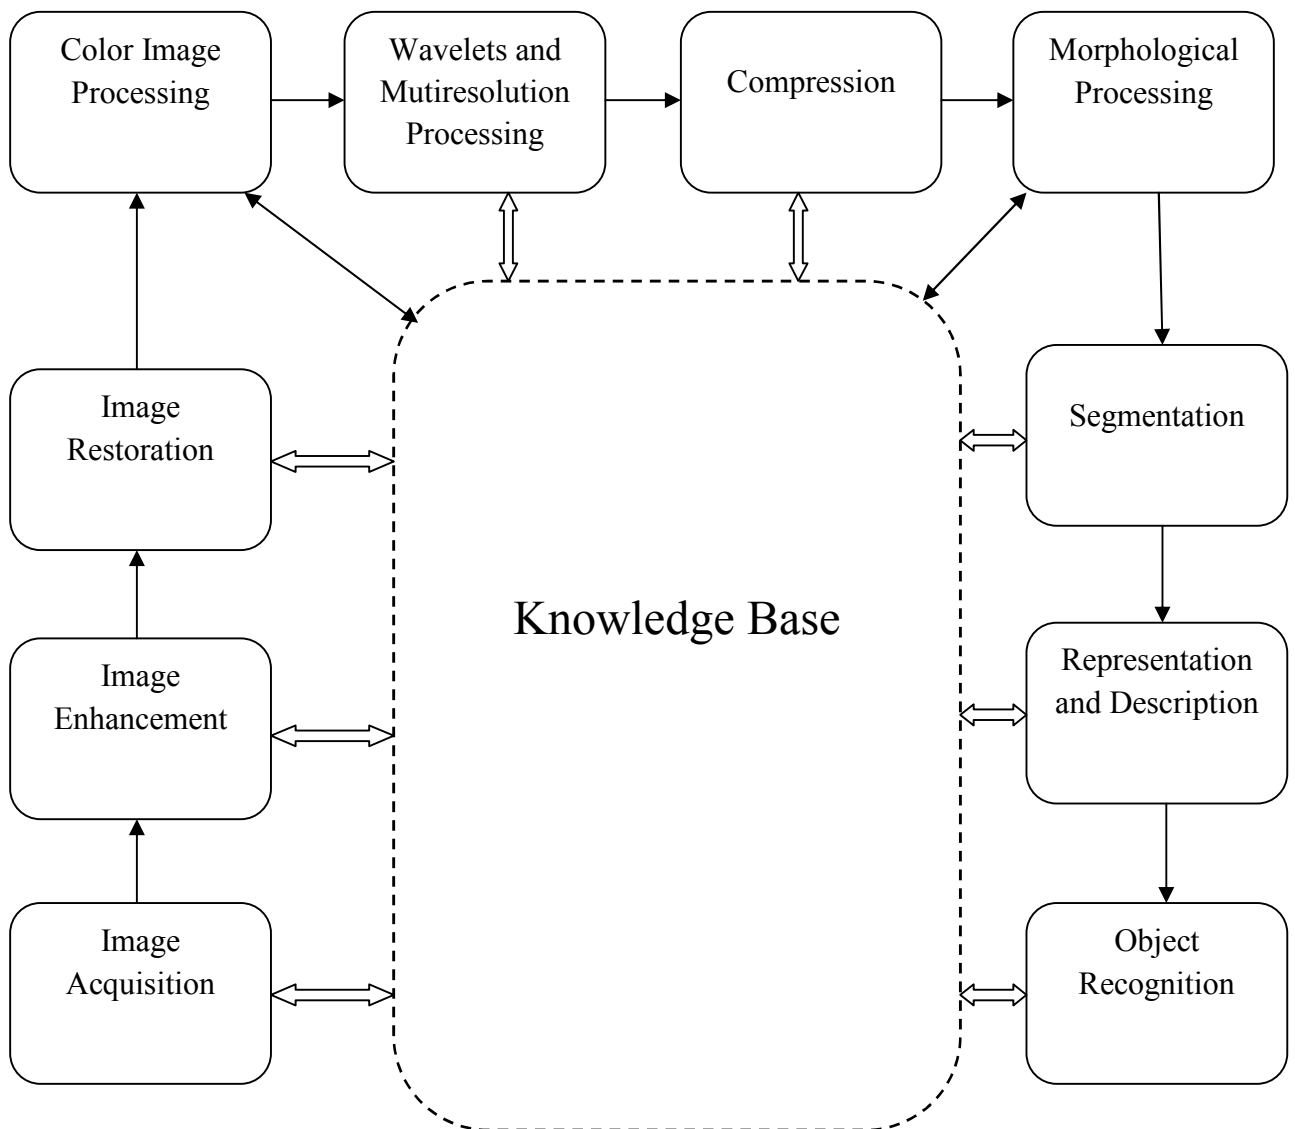 Color Image
Processing
Wavelets and
Mutiresolution
Processing
Compression
Morphological
Processing
Image
Restoration
Segmentation
Knowledge Base
Image
Enhancement
Representation
and Description
Image
Acquisition
Object
Recognition